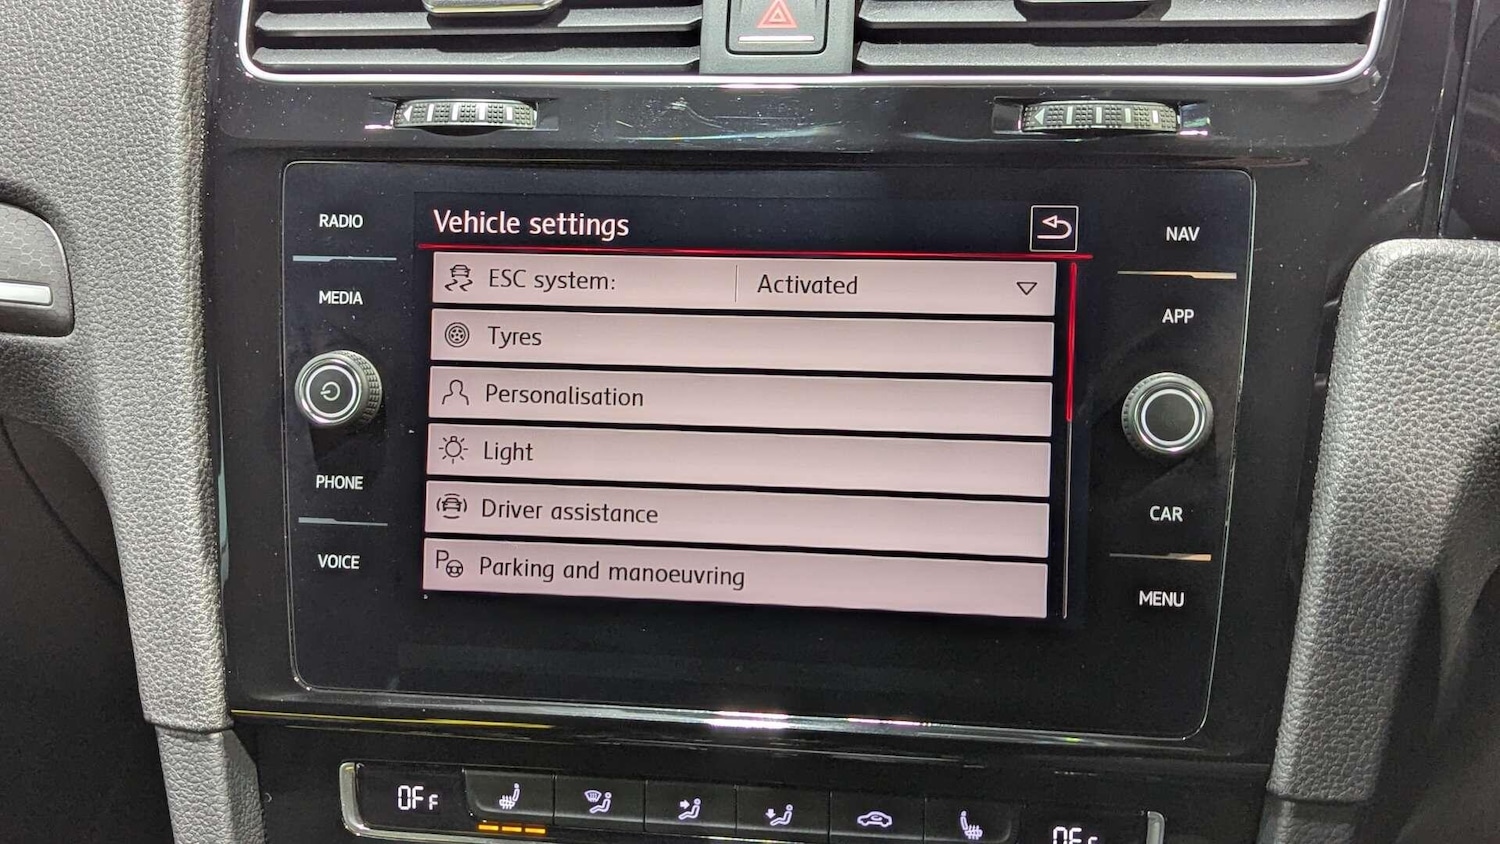 RADIO
MEDIA
PHONE
VOICE
Vehicle settings
ESC system: Activated
Tyres
Personalisation
Light
Driver assistance
P Parking and manoeuvring
NAV
APP
CAR
MENU
OFF
OFF